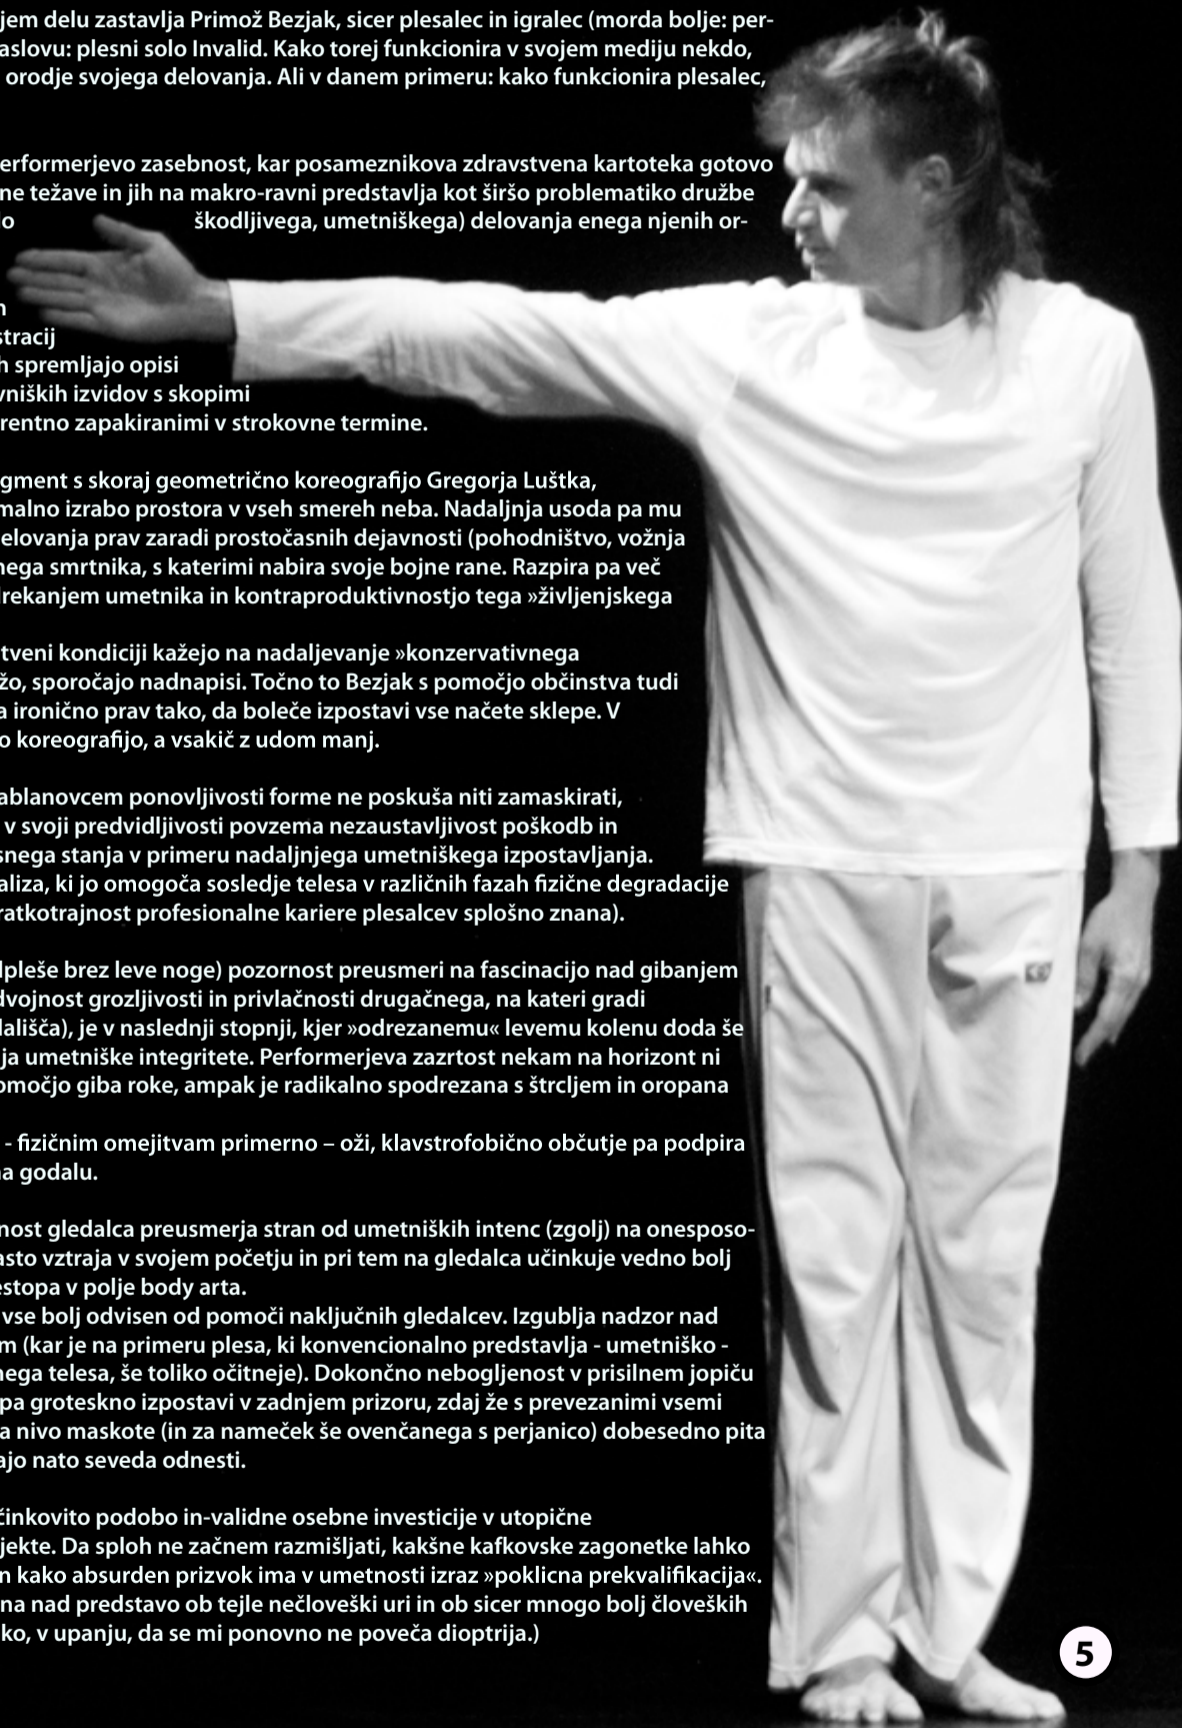 jem delu zastavlja Primož Bezjak, sicer plesalec in igralec (morda bolje: per-
aslovu: plesni solo Invalid. Kako torej funkcionira v svojem mediju nekdo,
orodje svojega delovanja. Ali v danem primeru: kako funkcionira plesalec,
erformerjevo zasebnost, kar posameznikova zdravstvena kartoteka gotovo
ne težave in jih na makro-ravni predstavlja kot širšo problematiko družbe
lo škodljivega, umetniškega) delovanja enega njenih or-
n
stracij
h spremljajo opisi
vniških izvidov s skopimi
rentno zapakiranimi v strokovne termine.
gment s skoraj geometrično koreografijo Gregorja Luštka,
malno izrabo prostora v vseh smereh neba. Nadaljnja usoda pa mu
elovanja prav zaradi prostočasnih dejavnosti (pohodništvo, vožnja
nega smrtnika, s katerimi nabira svoje bojne rane. Razpira pa več
drekanjem umetnika in kontraproduktivnostjo tega »življenjskega
tveni kondiciji kažejo na nadaljevanje »konzervativnega
žo, sporočajo nadnapisi. Točno to Bezjak s pomočjo občinstva tudi
a ironično prav tako, da boleče izpostavi vse načete sklepe. V
o koreografijo, a vsakič z udom manj.
ablanovcem ponovljivosti forme ne poskuša niti zamaskirati,
v svoji predvidljivosti povzema nezaustavljivost poškodb in
snega stanja v primeru nadaljnjega umetniškega izpostavljanja.
aliza, ki jo omogoča sosledje telesa v različnih fazah fizične degradacije
ratkotrajnost profesionalne kariere plesalcev splošno znana).
dpleše brez leve noge) pozornost preusmeri na fascinacijo nad gibanjem
dvojnost grozljivosti in privlačnosti drugačnega, na kateri gradi
dališča), je v naslednji stopnji, kjer »odrezanemu« levemu kolenu doda še
ja umetniške integritete. Performerjeva zazrtost nekam na horizont ni
omočjo giba roke, ampak je radikalno spodrezana s štrcljem in oropana
- fizičnim omejitvam primerno – oži, klavstrofobično občutje pa podpira
na godalu.
nost gledalca preusmerja stran od umetniških intenc (zgolj) na onesposo-
asto vztraja v svojem početju in pri tem na gledalca učinkuje vedno bolj
estopa v polje body arta.
vse bolj odvisen od pomoči naključnih gledalcev. Izgublja nadzor nad
m (kar je na primeru plesa, ki konvencionalno predstavlja - umetniško -
nega telesa, še toliko očitneje). Dokončno nebogljenost v prisilnem jopiču
pa groteskno izpostavi v zadnjem prizoru, zdaj že s prevezanimi vsemi
a nivo maskote (in za nameček še ovenčanega s perjanico) dobesedno pita
ajo nato seveda odnesti.
činkovito podobo in-validne osebne investicije v utopične
jekte. Da sploh ne začnem razmišljati, kakšne kafkovske zagonetke lahko
n kako absurden prizvok ima v umetnosti izraz »poklicna prekvalifikacija«.
na nad predstavo ob tejle nečloveški uri in ob sicer mnogo bolj človeških
ko, v upanju, da se mi ponovno ne poveča dioptrija.)
5